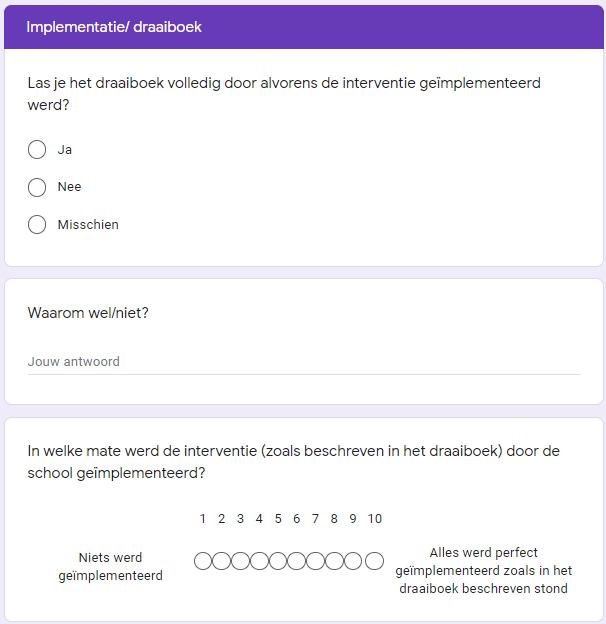 Implementatie/ draaiboek
Las je het draaiboek volledig door alvorens de interventie geïmplementeerd
werd?
Ja
Nee
Misschien
Waarom wel/niet?
Jouw antwoord
In welke mate werd de interventie (zoals beschreven in het draaiboek) door de
school geïmplementeerd?
1 2 3 4 5 6 7 8 9 10
Niets werd
geïmplementeerd
Alles werd perfect
geïmplementeerd zoals in het
draaiboek beschreven stond